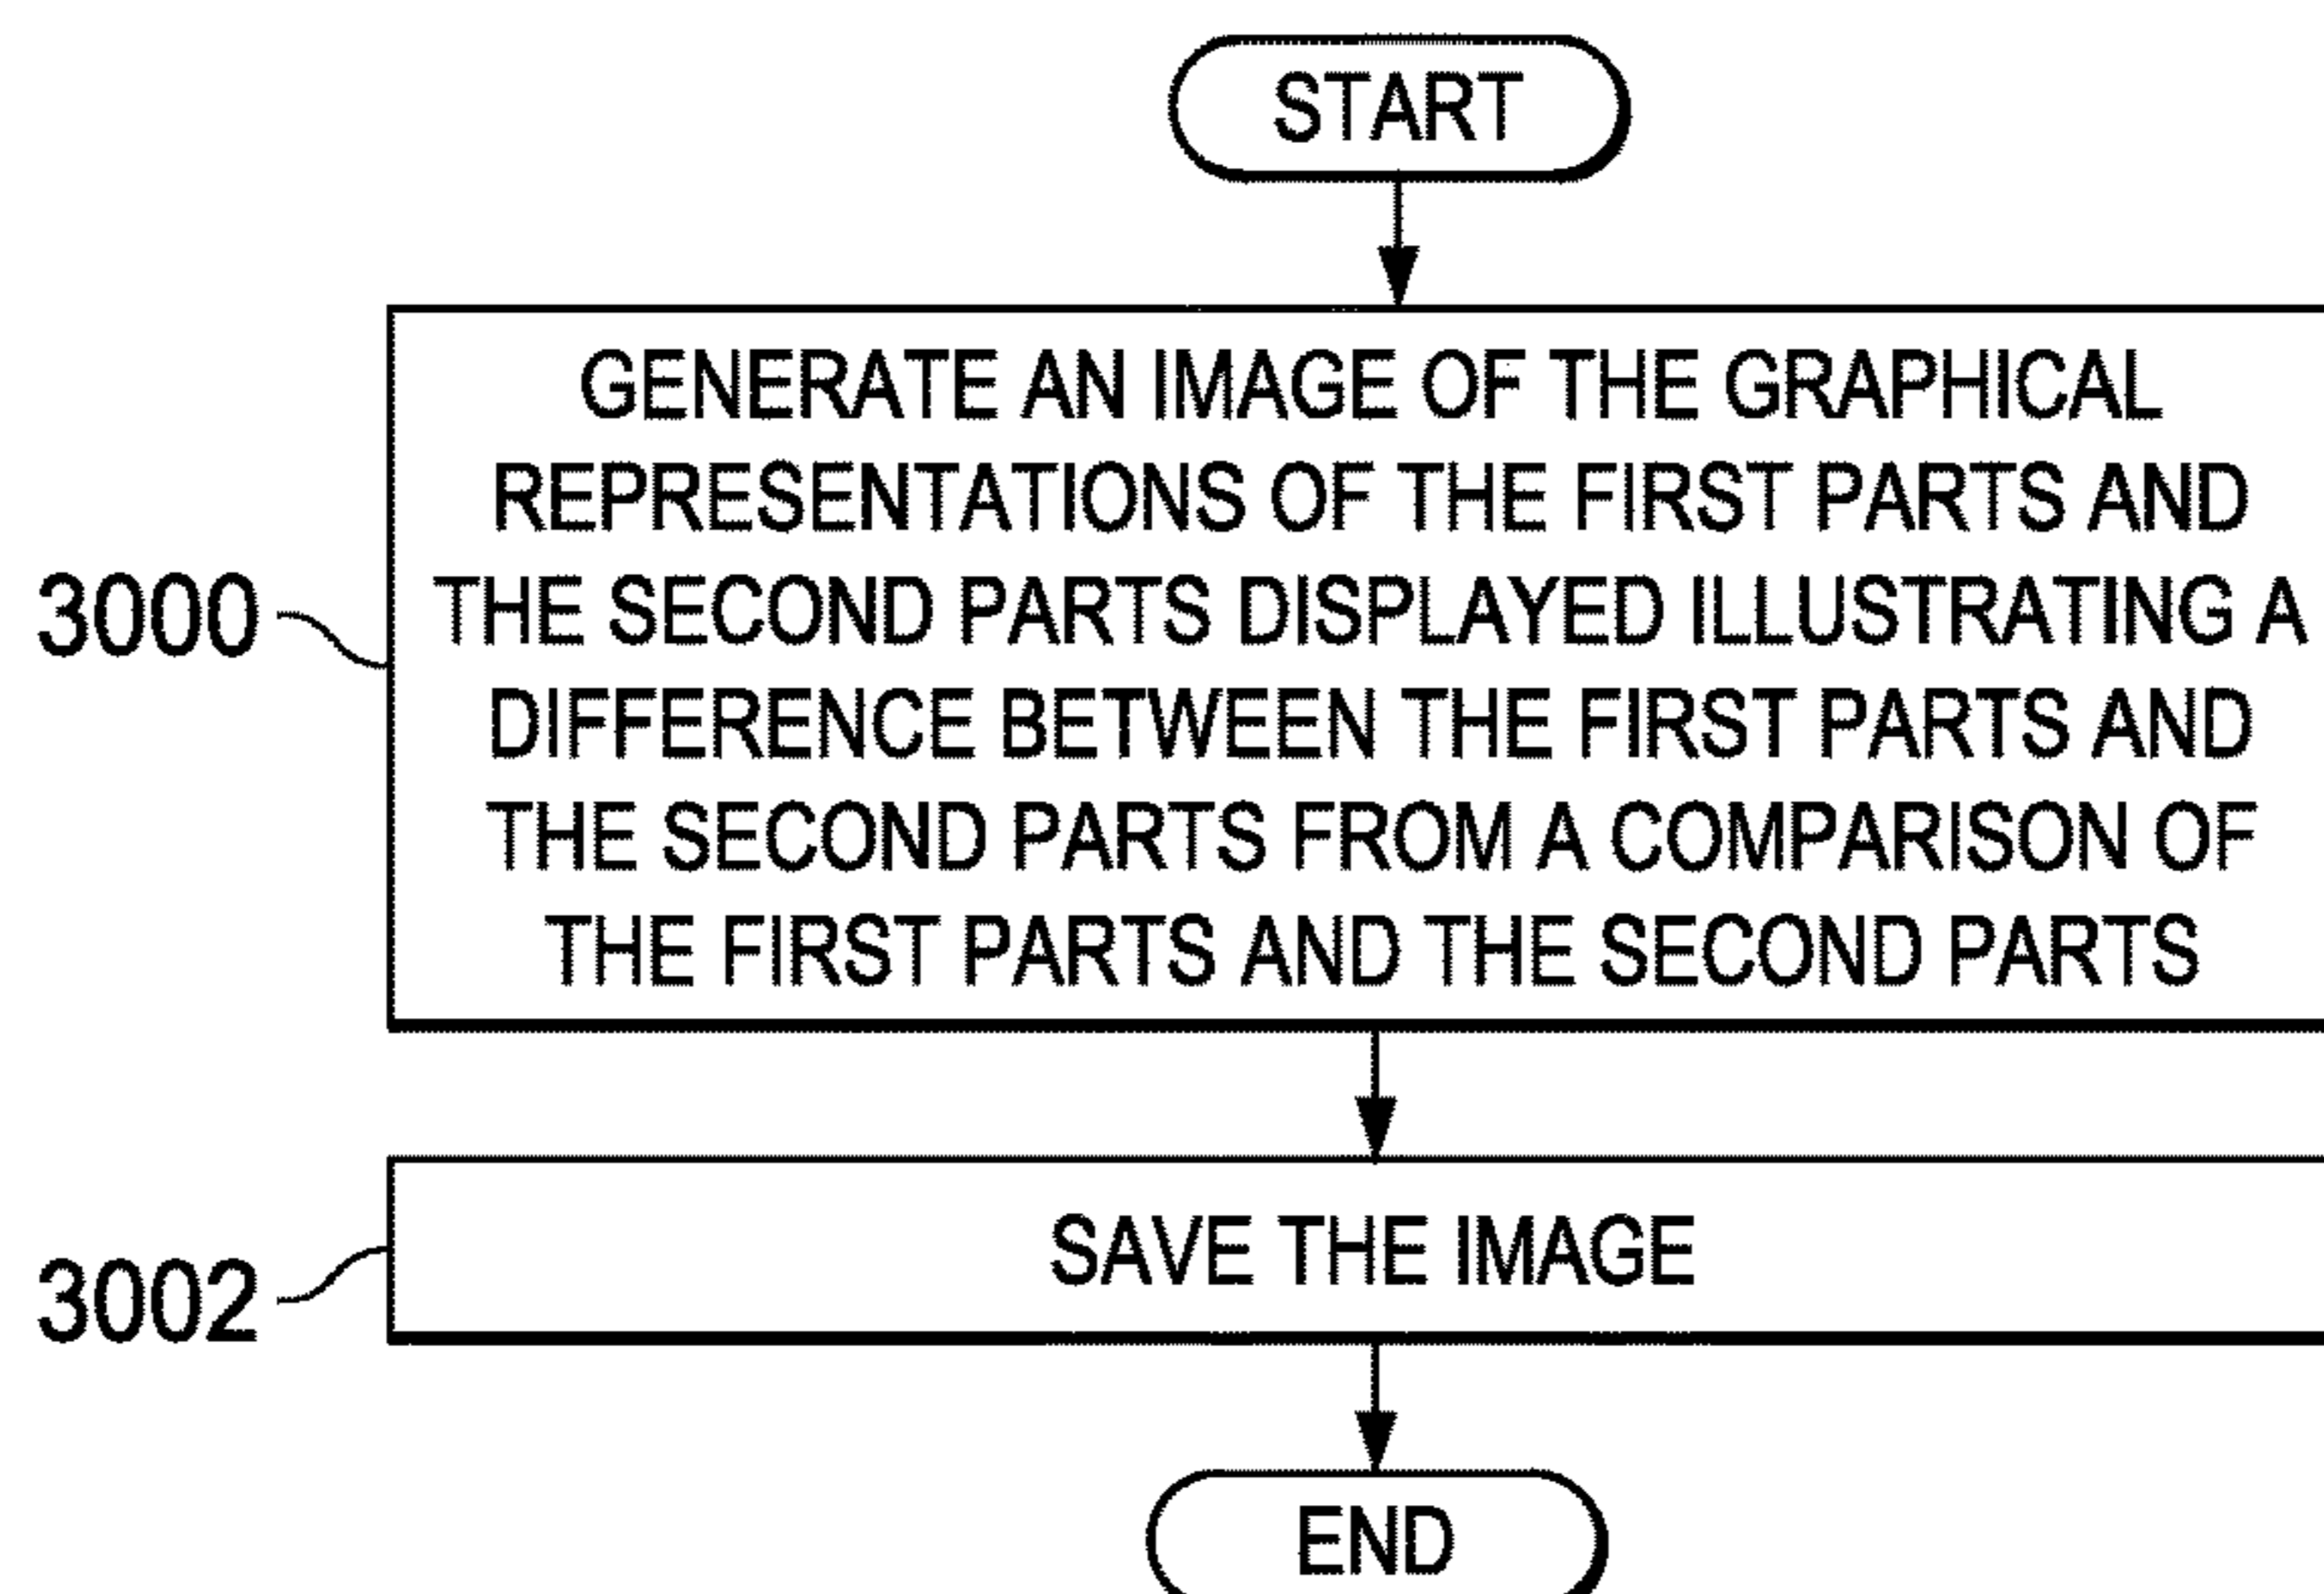 START
GENERATE AN IMAGE OF THE GRAPHICAL
REPRESENTATIONS OF THE FIRST PARTS AND
THE SECOND PARTS DISPLAYED ILLUSTRATING A
DIFFERENCE BETWEEN THE FIRST PARTS AND
THE SECOND PARTS FROM A COMPARISON OF
THE FIRST PARTS AND THE SECOND PARTS
3000
SAVE THE IMAGE
3002
END